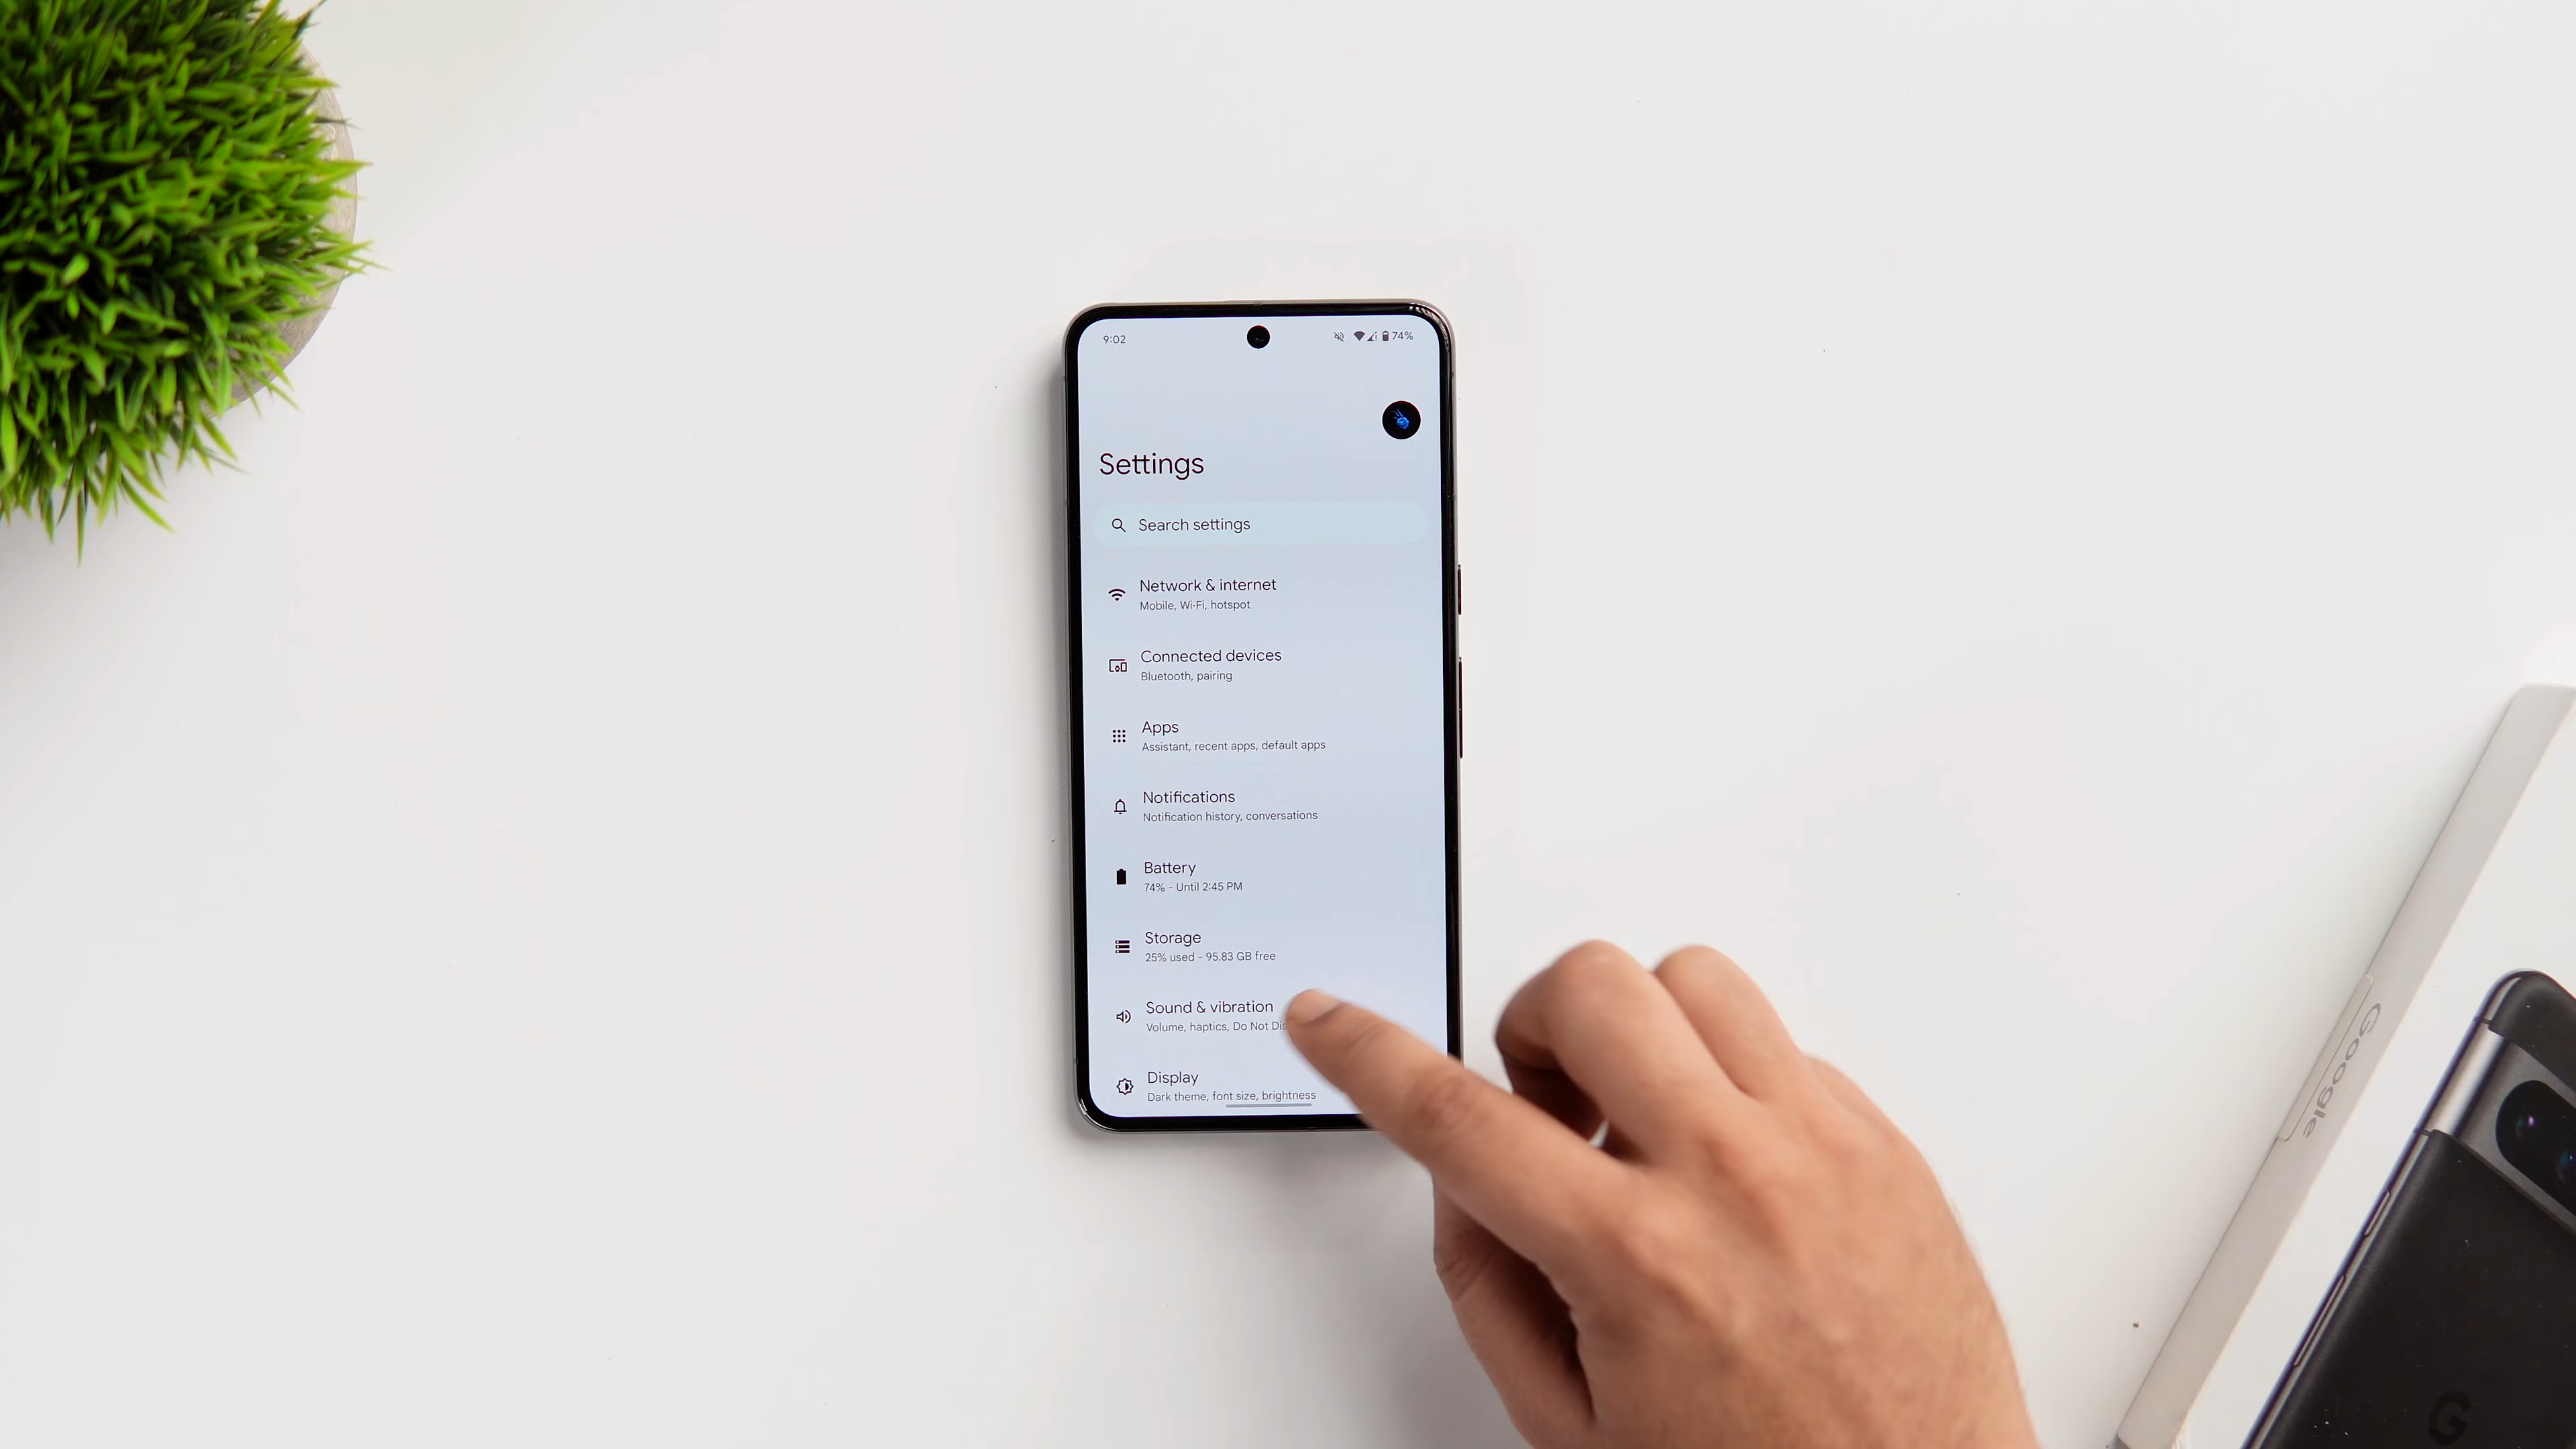 9:02
74%
Settings
Search settings
Network & internet
Mobile, Wi-Fi, hotspot
Connected devices
Bluetooth, pairing
Apps
Assistant, recent apps, default apps
Notifications
Notification history, conversations
Battery
74% - Until 2:45 PM
Storage
25% used - 95.83 GB free
Sound & vibration
Volume, haptics, Do Not Dis
Display
Dark theme, font size, brightness
Google
G